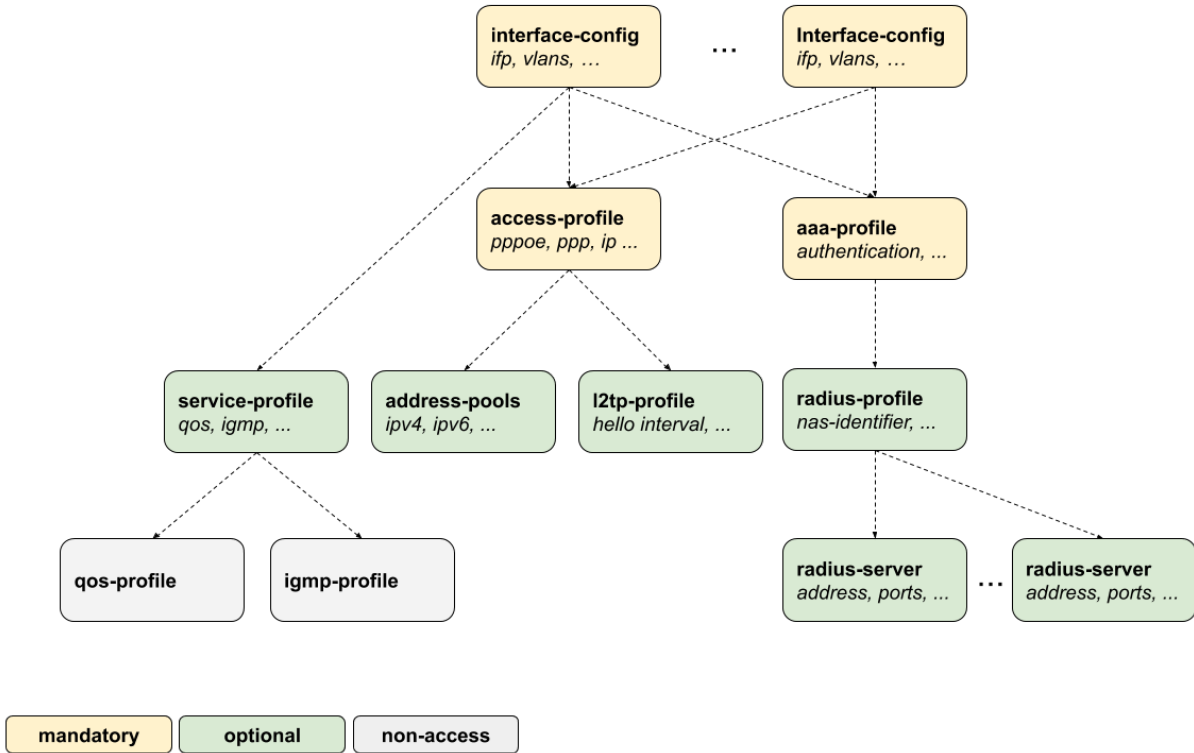 interface-config
ifp, vlans, …
...
Interface-config
ifp, vlans, …
access-profile
pppoe, ppp, ip ...
aaa-profile
authentication, ...
service-profile
qos, igmp, ...
address-pools
ipv4, ipv6, ...
l2tp-profile
hello interval, ...
radius-profile
nas-identifier, ...
qos-profile
igmp-profile
radius-server
address, ports, ...
...
radius-server
address, ports, ...
mandatory
optional
non-access